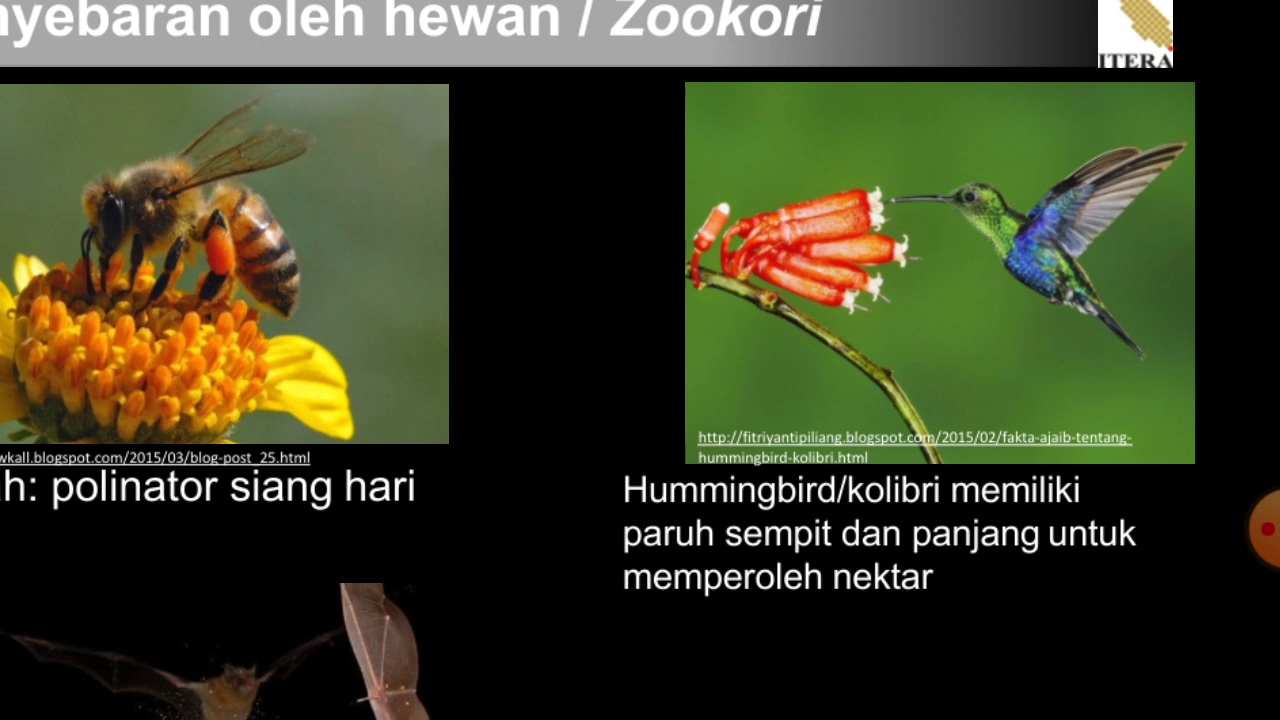 nyebaran oleh hewan / Zookori
ITERA
http://fitriyantipiliang.blogspot.com/2015/02/fakta-ajaib-tentang-
hummingbird-kolibri.html
wkall.blogspot.com/2015/03/blog-post_25.html
ah: polinator siang hari
Hummingbird/kolibri memiliki
paruh sempit dan panjang untuk
memperoleh nektar